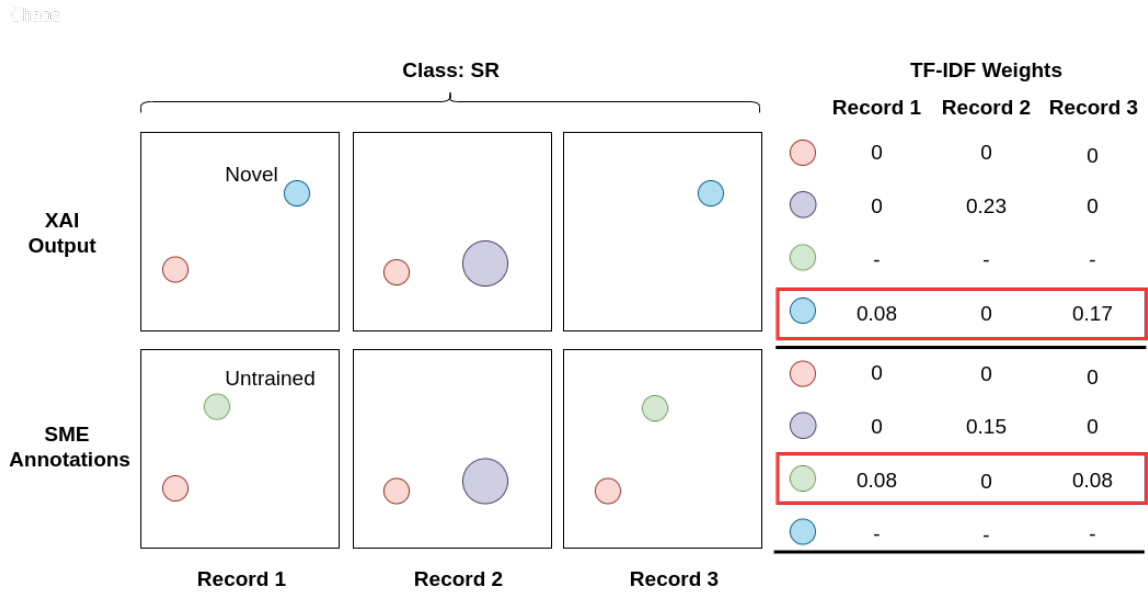 Chaos
Class: SR
TF-IDF Weights
Record 1 Record 2 Record 3
XAI
Output
Novel
0 0 0
0 0.23 0
- - -
0.08 0 0.17
SME
Annotations
Untrained
0 0 0
0 0.15 0
0.08 0 0.08
- - -
Record 1 Record 2 Record 3